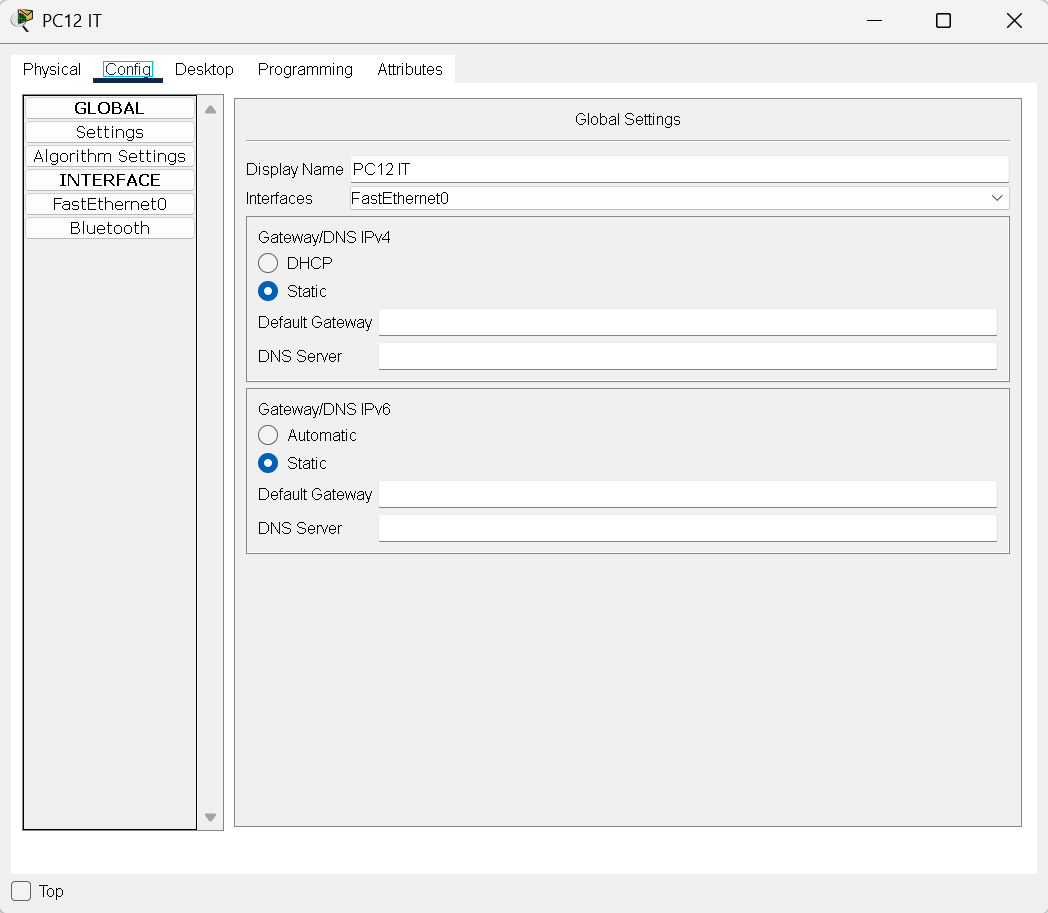 PC12 IT
Physical Config Desktop Programming Attributes
GLOBAL
Settings
Algorithm Settings
INTERFACE
FastEthernet0
Bluetooth
Global Settings
Display Name PC12 IT
Interfaces FastEthernet0
Gateway/DNS IPv4
DHCP
Static
Default Gateway
DNS Server
Gateway/DNS IPv6
Automatic
Static
Default Gateway
DNS Server
Top